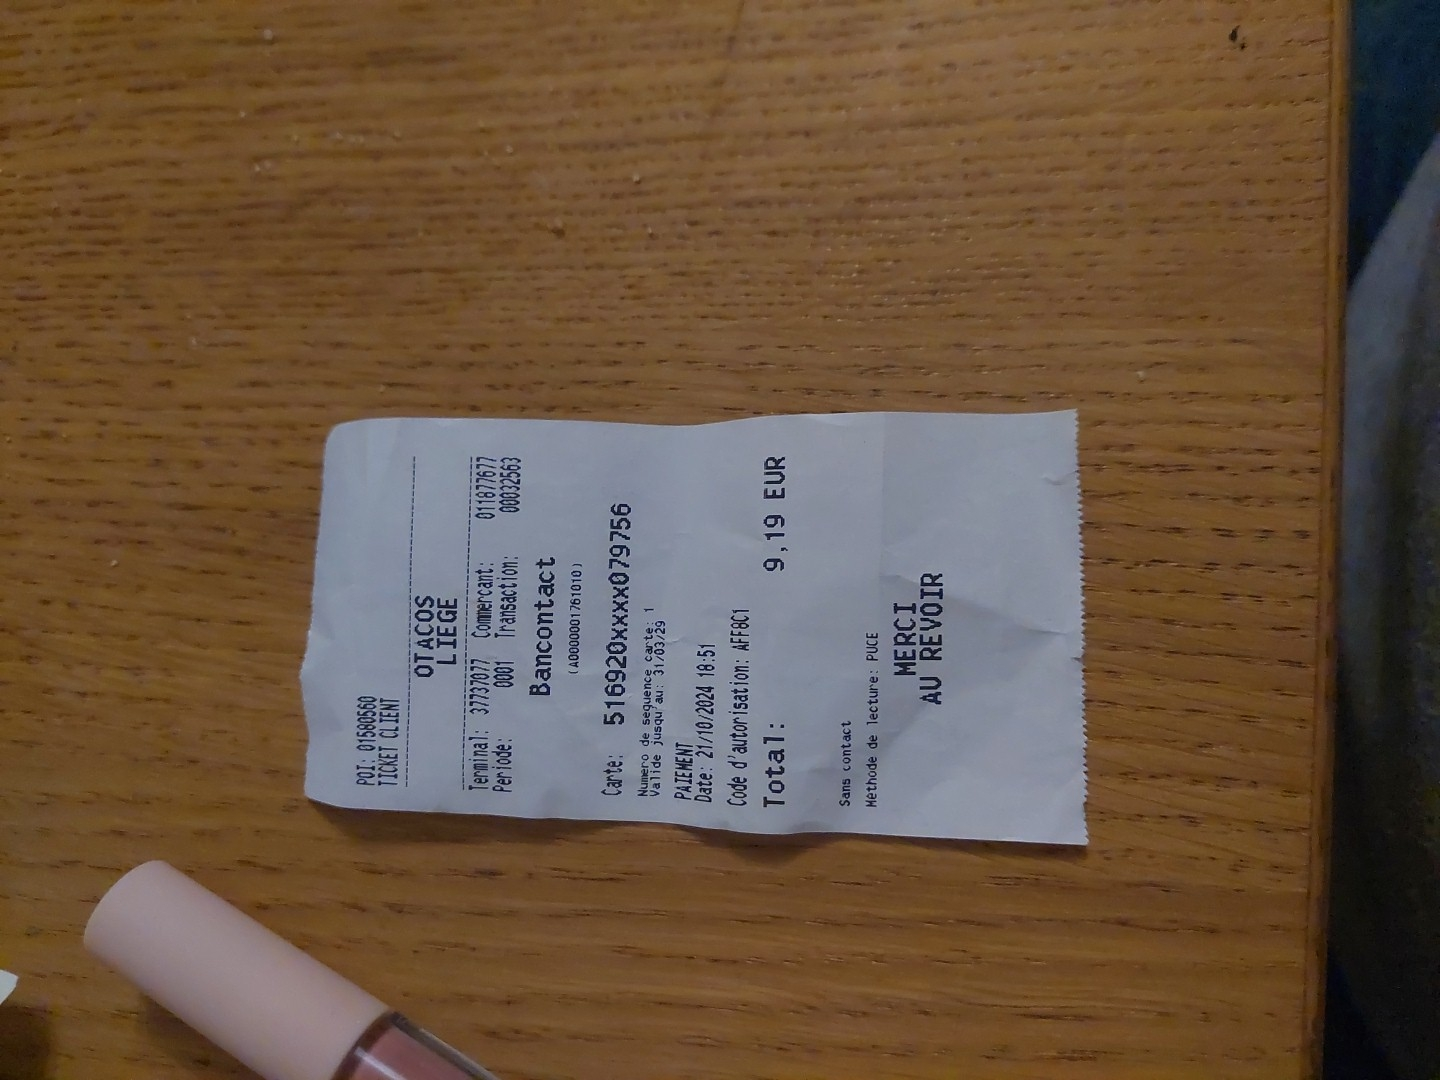 POI: 01580560
TICKET CLIENT
OTACOS
LIEGE
Terminal: 37737077 Commercant: 011877677
Periode: 0001 Transaction: 00032563
Bancontact
(A0000001761010)
Carte: 516920xxxx079756
Numero de sequence carte: 1
Valide jusqu'au: 31/03/29
PAIEMENT
Date: 21/10/2024 18:51
Code d'autorisation: AFF8C1
Total: 9,19 EUR
Sans contact
Methode de lecture: PUCE
MERCI
AU REVOIR